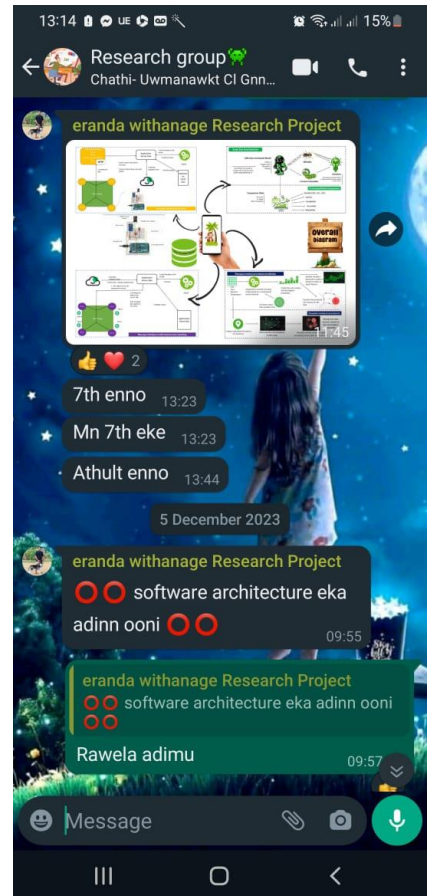 13:14 UE 15%
Research group
Chathi- Uwmanawkt Cl Gnn...
eranda withanage Research Project
overall
Diagram
11:45
2
7th enno 13:23
Mn 7th eke 13:23
Athult enno 13:44
5 December 2023
eranda withanage Research Project
⭕⭕ software architecture eka
adinn ooni ⭕⭕
09:55
eranda withanage Research Project
⭕⭕ software architecture eka adinn ooni
⭕⭕
Rawela adimu 09:57
Message